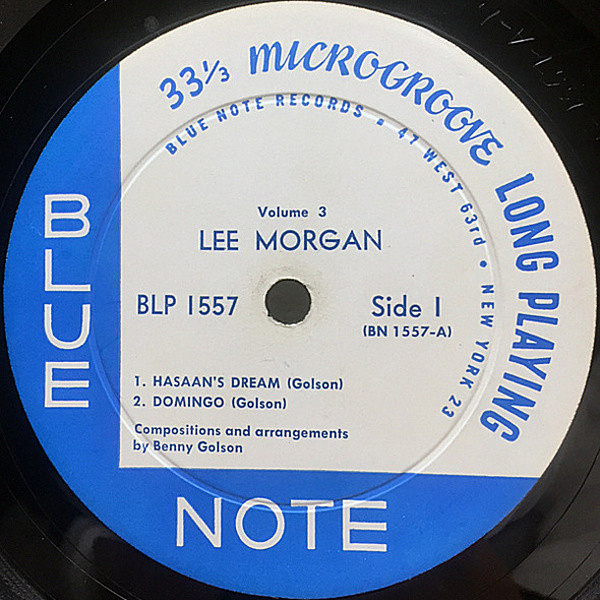 33⅓ MICROGROOVE LONG PLAYING
BLUE NOTE RECORDS • 47 WEST 63rd • NEW YORK 23
Volume 3
LEE MORGAN
BLP 1557
Side 1
(BN 1557-A)
1. HASAAN'S DREAM (Golson)
2. DOMINGO (Golson)
Compositions and arrangements
by Benny Golson
BLUE
NOTE